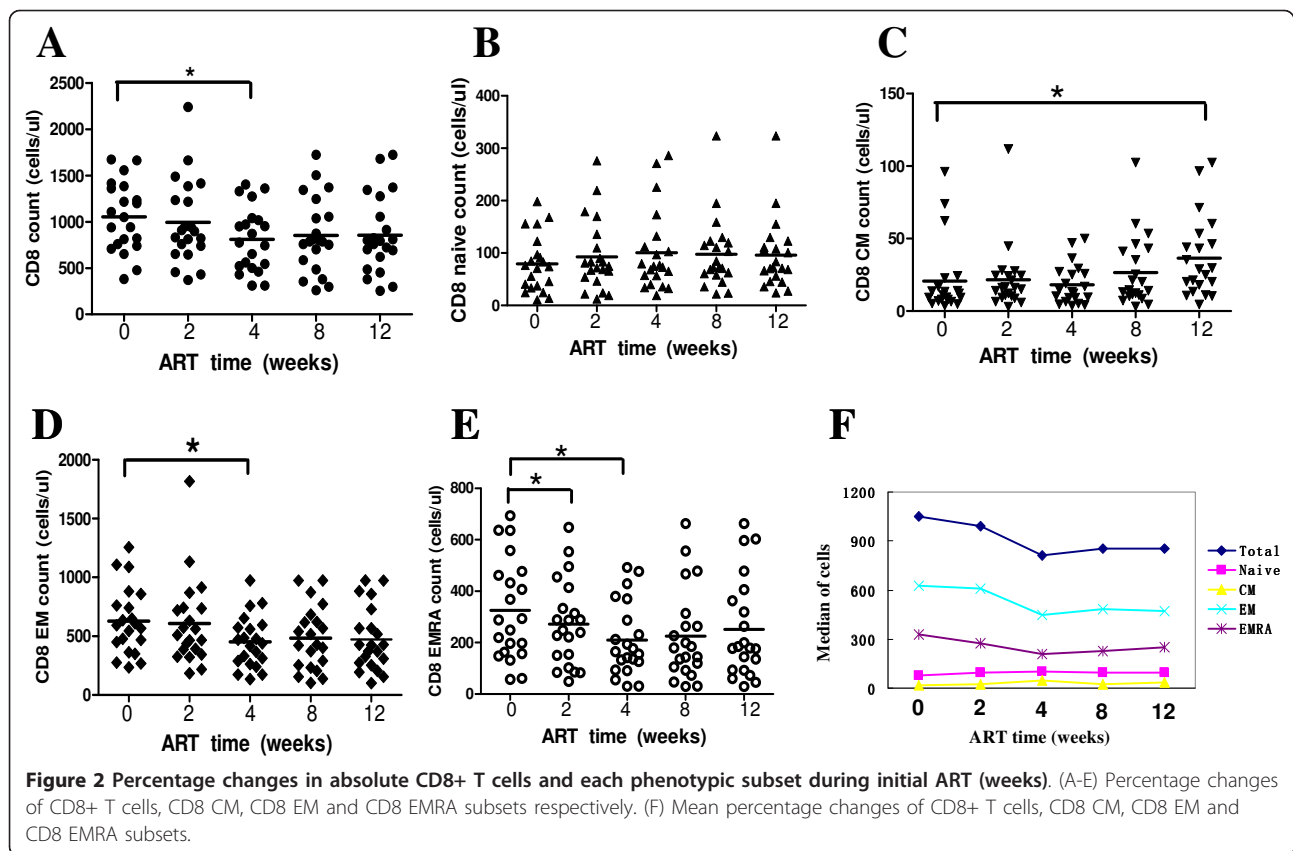 A
CD8 count (cells/ul)
2500
2000
1500
1000
500
0
*
0 2 4 8 12
ART time (weeks)
B
CD8 naive count (cells/ul)
400
300
200
100
0
0 2 4 8 12
ART time (weeks)
C
CD8 CM count (cells/ul)
150
100
50
0
*
0 2 4 8 12
ART time (weeks)
D
CD8 EM count (cells/ul)
2000
1500
1000
500
0
*
0 2 4 8 12
ART time (weeks)
E
CD8 EMRA count (cells/ul)
800
600
400
200
0
*
*
0 2 4 8 12
ART time (weeks)
F
Median of cells
1200
900
600
300
0
0 2 4 8 12
ART time (weeks)
Total
Naive
CM
EM
EMRA
Figure 2 Percentage changes in absolute CD8+ T cells and each phenotypic subset during initial ART (weeks). (A-E) Percentage changes
of CD8+ T cells, CD8 CM, CD8 EM and CD8 EMRA subsets respectively. (F) Mean percentage changes of CD8+ T cells, CD8 CM, CD8 EM and
CD8 EMRA subsets.